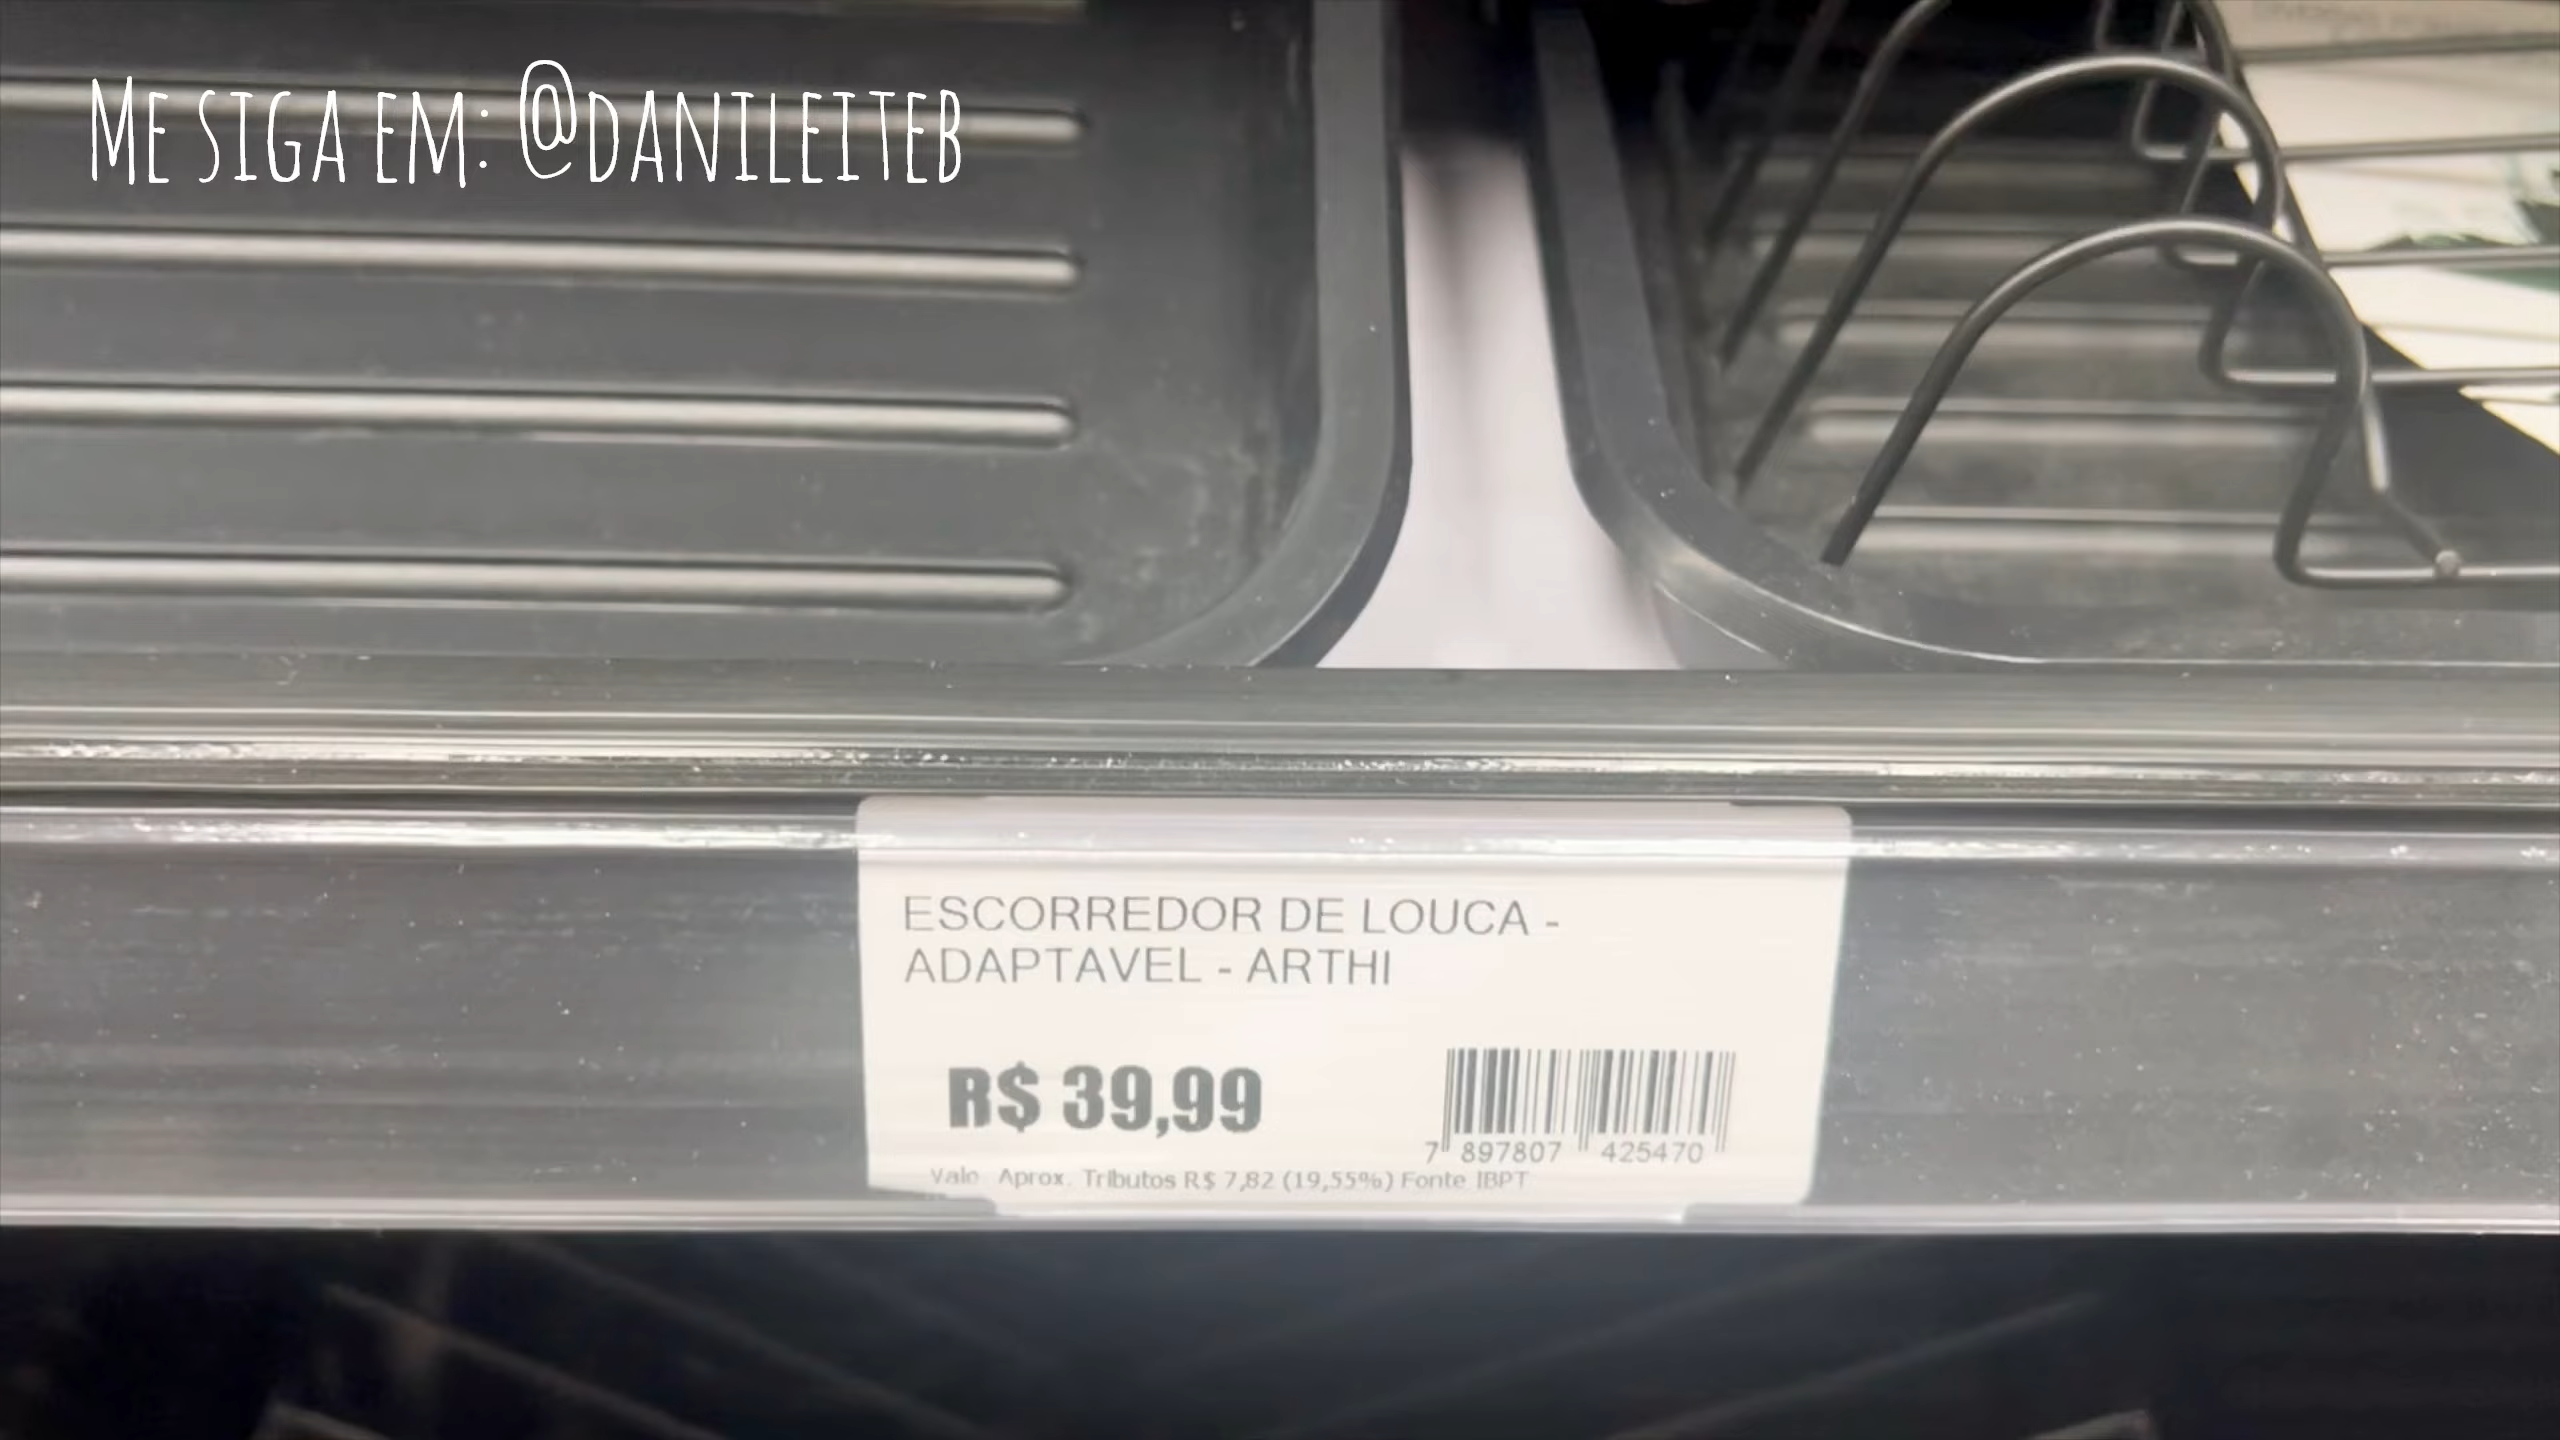 ME SIGA EM: @DANILEITEB
ESCORREDOR DE LOUCA -
ADAPTAVEL - ARTHI
R$ 39,99
7 897807 425470
Valo Aprox. Tributos R$ 7,82 (19,55%) Fonte IBPT